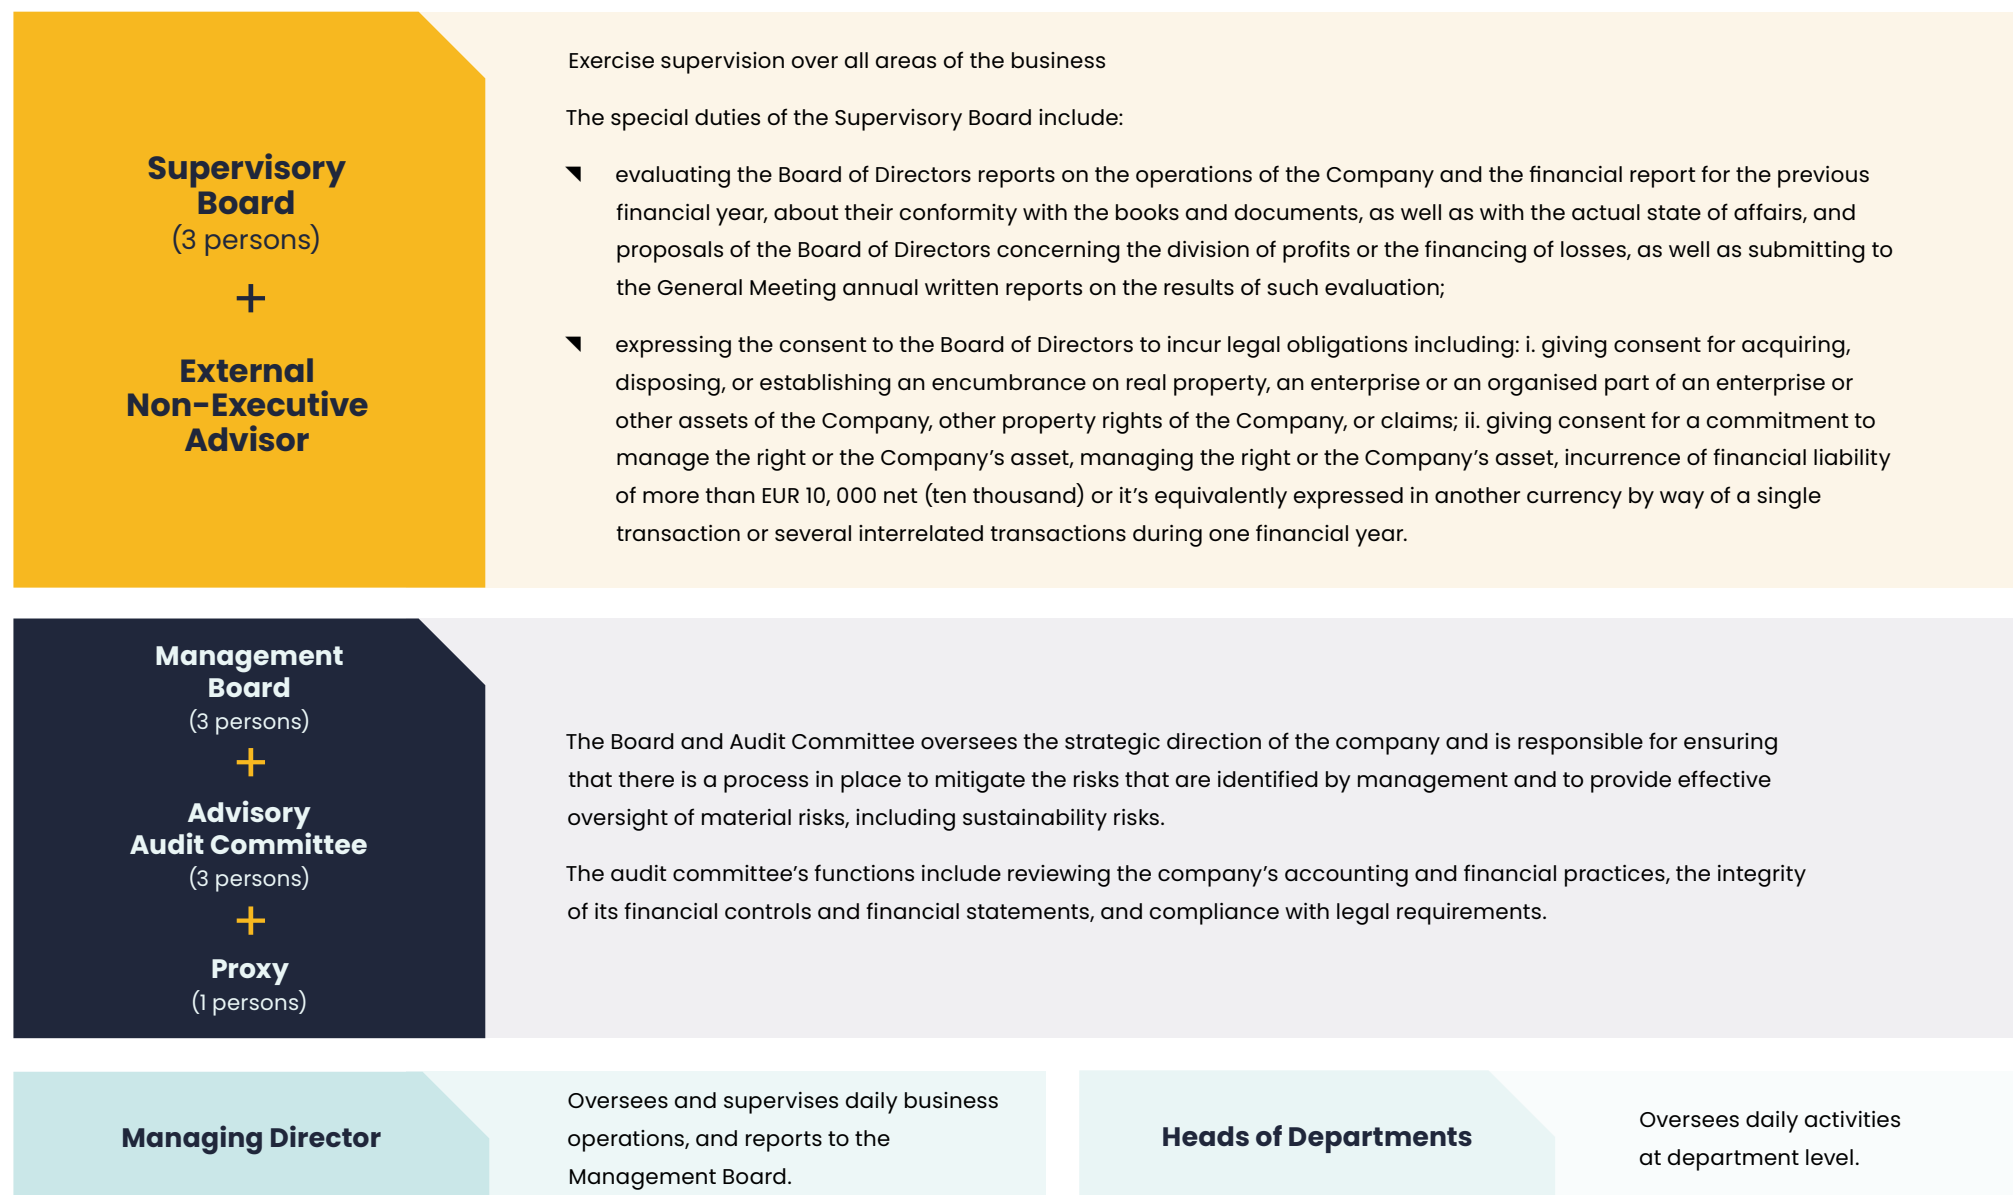 Supervisory
Board
(3 persons)
+
External
Non-Executive
Advisor
Exercise supervision over all areas of the business
The special duties of the Supervisory Board include:
evaluating the Board of Directors reports on the operations of the Company and the financial report for the previous
financial year, about their conformity with the books and documents, as well as with the actual state of affairs, and
proposals of the Board of Directors concerning the division of profits or the financing of losses, as well as submitting to
the General Meeting annual written reports on the results of such evaluation;
expressing the consent to the Board of Directors to incur legal obligations including: i. giving consent for acquiring,
disposing, or establishing an encumbrance on real property, an enterprise or an organised part of an enterprise or
other assets of the Company, other property rights of the Company, or claims; ii. giving consent for a commitment to
manage the right or the Company’s asset, managing the right or the Company’s asset, incurrence of financial liability
of more than EUR 10, 000 net (ten thousand) or it’s equivalently expressed in another currency by way of a single
transaction or several interrelated transactions during one financial year.
Management
Board
(3 persons)
+
Advisory
Audit Committee
(3 persons)
+
Proxy
(1 persons)
The Board and Audit Committee oversees the strategic direction of the company and is responsible for ensuring
that there is a process in place to mitigate the risks that are identified by management and to provide effective
oversight of material risks, including sustainability risks.
The audit committee’s functions include reviewing the company’s accounting and financial practices, the integrity
of its financial controls and financial statements, and compliance with legal requirements.
Managing Director
Oversees and supervises daily business
operations, and reports to the
Management Board.
Heads of Departments
Oversees daily activities
at department level.